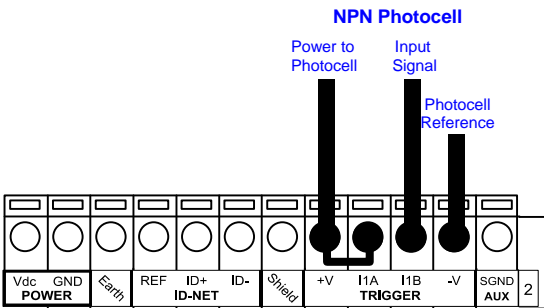 NPN Photocell
Power to
Photocell
Input
Signal
Photocell
Reference
Vdc GND Earth REF ID+ ID- Shield +V I1A I1B -V SGND 2
POWER ID-NET TRIGGER AUX